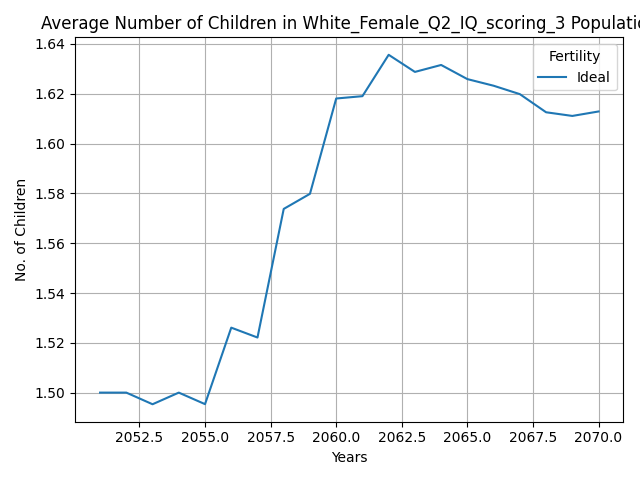 Average Number of Children in White_Female_Q2_IQ_scoring_3 Populatio
1.64
1.62
1.60
1.58
1.56
1.54
1.52
1.50
No. of Children
Fertility
Ideal
2052.5 2055.0 2057.5 2060.0 2062.5 2065.0 2067.5 2070.0
Years